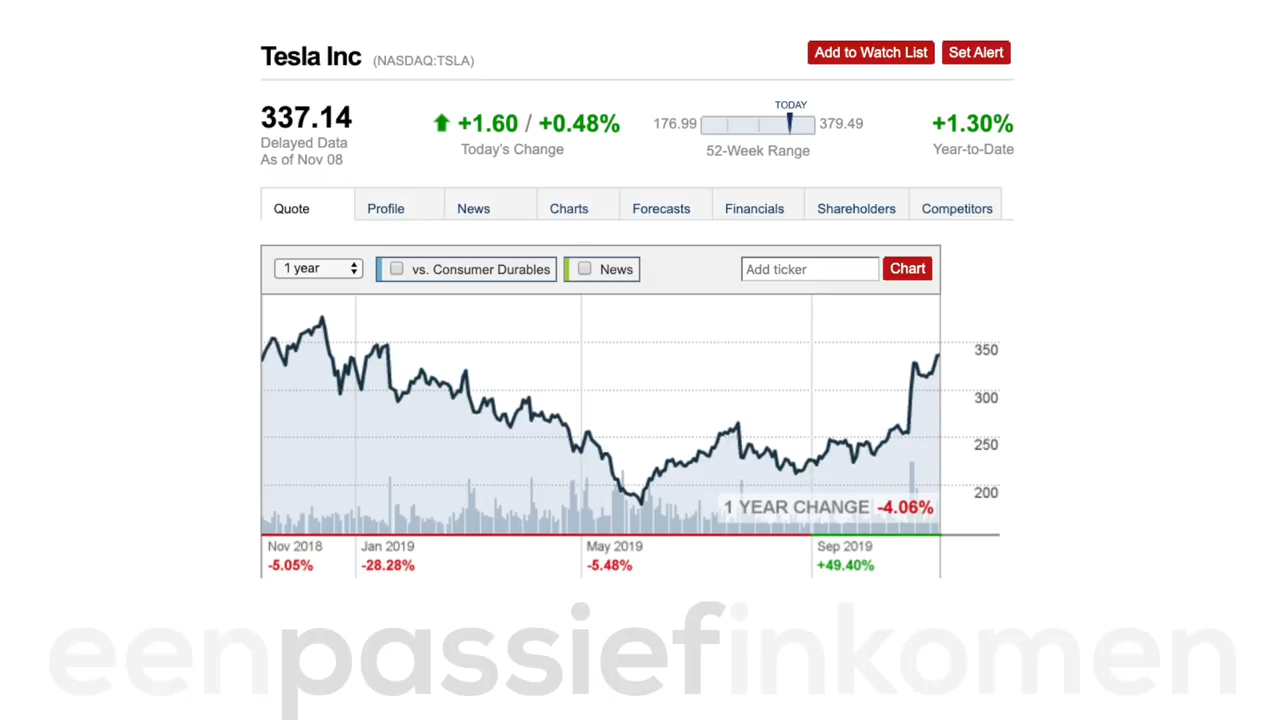 Tesla Inc (NASDAQ:TSLA)
Add to Watch List Set Alert
337.14
Delayed Data
As of Nov 08
+1.60 / +0.48%
Today's Change
TODAY
176.99 379.49
52-Week Range
+1.30%
Year-to-Date
Quote Profile News Charts Forecasts Financials Shareholders Competitors
1 year vs. Consumer Durables News Add ticker Chart
350
300
250
200
1 YEAR CHANGE -4.06%
Nov 2018 Jan 2019 May 2019 Sep 2019
-5.05% -28.28% -5.48% +49.40%
eenpassiefinkomen